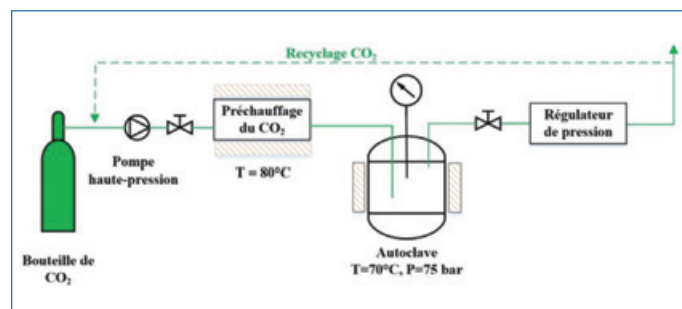 Recyclage CO₂
Préchauffage
du CO₂
Régulateur
de pression
Pompe
haute-pression
T = 80°C
Bouteille de
CO₂
Autoclave
T=70°C, P=75 bar